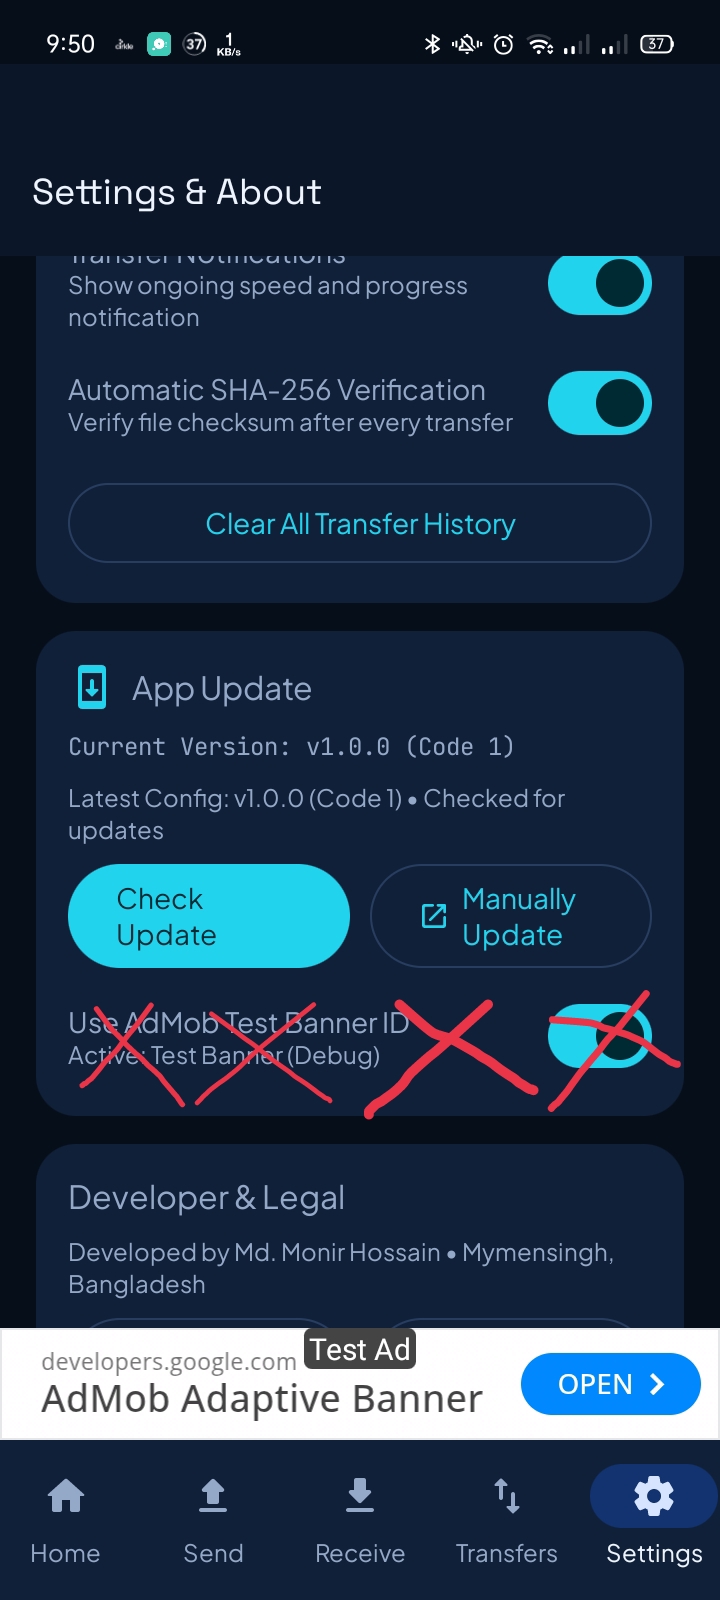 9:50
37
1
KB/s
37
Settings & About
Transfer Notifications
Show ongoing speed and progress
notification
Automatic SHA-256 Verification
Verify file checksum after every transfer
Clear All Transfer History
App Update
Current Version: v1.0.0 (Code 1)
Latest Config: v1.0.0 (Code 1) • Checked for
updates
Check
Update
Manually
Update
Use AdMob Test Banner ID
Active: Test Banner (Debug)
Developer & Legal
Developed by Md. Monir Hossain • Mymensingh,
Bangladesh
Test Ad
developers.google.com
AdMob Adaptive Banner
OPEN
Home
Send
Receive
Transfers
Settings